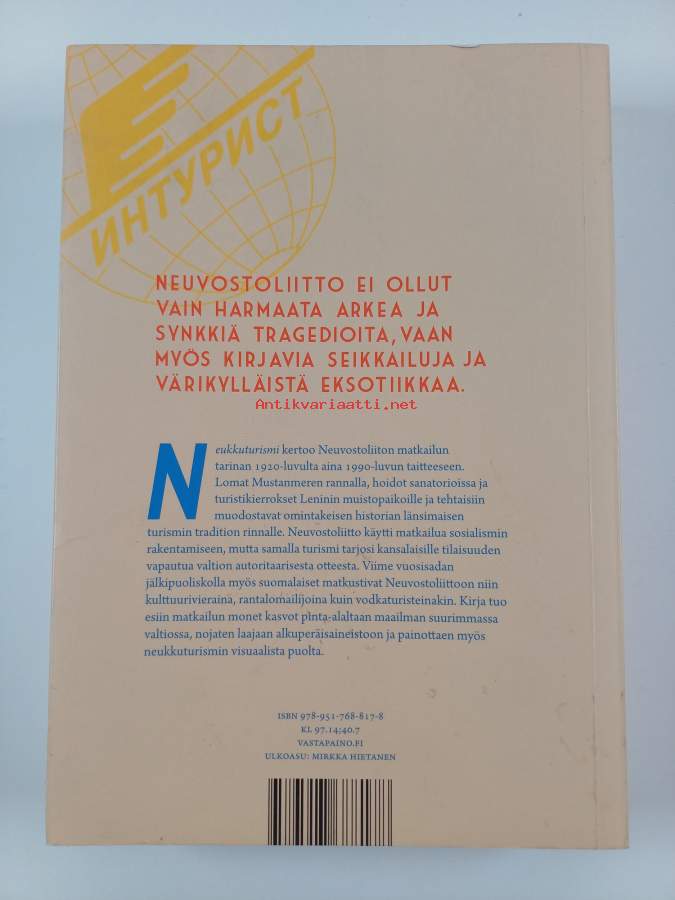 ИНТУРИСТ
NEUVOSTOLIITTO EI OLLUT
VAIN HARMAATA ARKEA JA
SYNKKIÄ TRAGEDIOITA, VAAN
MYÖS KIRJAVIA SEIKKAILUJA JA
VÄRIKYLLÄISTÄ EKSOTIIKKAA.
Antikvariaatti.net
Neukkuturismi kertoo Neuvostoliiton matkailun
tarinan 1920-luvulta aina 1990-luvun taitteeseen.
Lomat Mustanmeren rannalla, hoidot sanatorioissa ja
turistikierrokset Leninin muistopaikoille ja tehtaisiin
muodostavat omintakeisen historian länsimaisen
turismin tradition rinnalle. Neuvostoliitto käytti matkailua sosialismin
rakentamiseen, mutta samalla turismi tarjosi kansalaisille tilaisuuden
vapautua valtion autoritaarisesta otteesta. Viime vuosisadan
jälkipuoliskolla myös suomalaiset matkustivat Neuvostoliittoon niin
kulttuurivieraina, rantalomailijoina kuin vodkaturisteinakin. Kirja tuo
esiin matkailun monet kasvot pinta-alaltaan maailman suurimmassa
valtiossa, nojaten laajaan alkuperäisaineistoon ja painottaen myös
neukkuturismin visuaalista puolta.
ISBN 978-951-768-817-8
KL 97.14;40.7
VASTAPAINO.FI
ULKOASU: MIRKKA HIETANEN